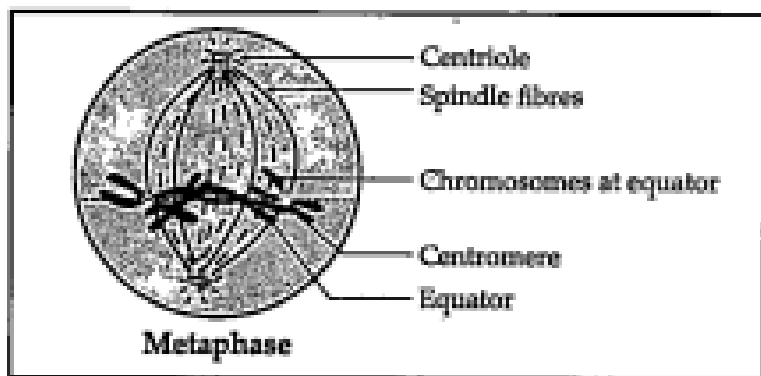 Centriole
Spindle fibres
Chromosomes at equator
Centromere
Equator
Metaphase